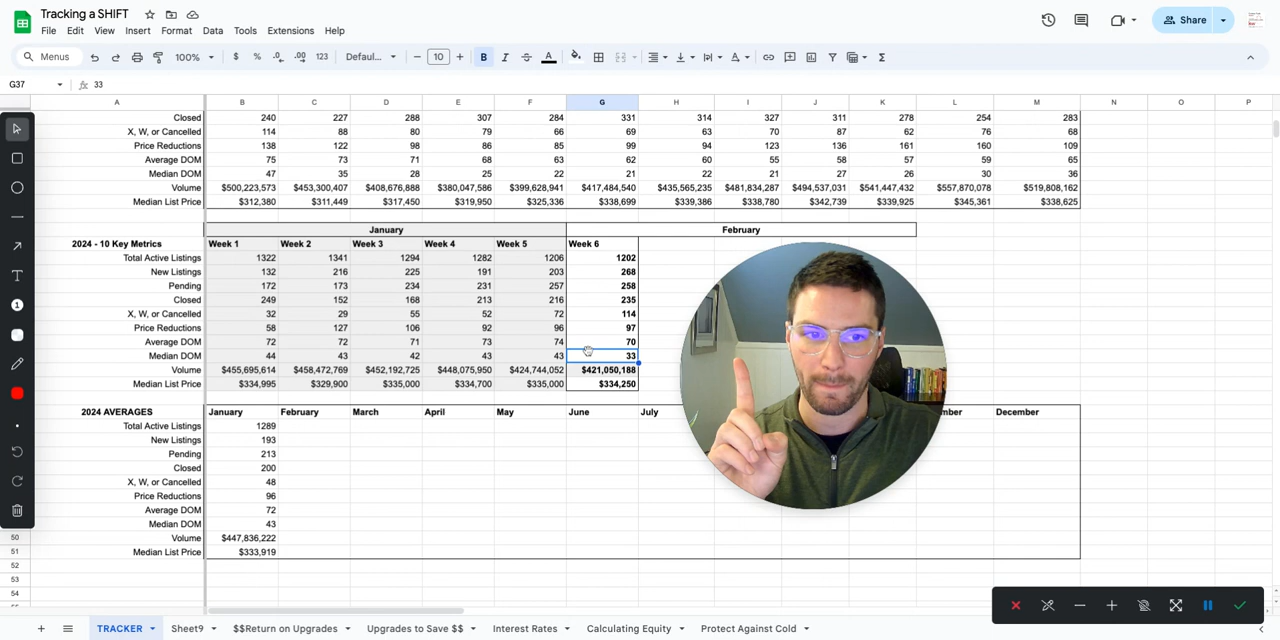 Tracking a SHIFT
File Edit View Insert Format Data Tools Extensions Help
Share
Menus 100% $ % .0 .00 123 Defaul... 10 B I A Σ
G37 fx 33
A B C D E F G H I J K L M N O P
Closed 240 227 288 307 284 331 314 327 311 278 254 283
X, W, or Cancelled 114 88 80 79 66 69 63 70 87 62 76 68
Price Reductions 138 122 98 86 85 99 94 123 136 161 160 109
Average DOM 75 73 71 68 63 62 60 55 58 57 59 65
Median DOM 47 35 28 25 22 21 22 21 27 26 30 36
Volume $500,223,573 $453,300,407 $408,676,888 $380,047,586 $399,628,941 $417,484,540 $435,565,235 $481,834,287 $494,537,031 $541,447,432 $557,870,078 $519,808,162
Median List Price $312,380 $311,449 $317,450 $319,950 $325,336 $338,699 $339,386 $338,780 $342,739 $339,925 $345,361 $338,625
January February
2024 - 10 Key Metrics Week 1 Week 2 Week 3 Week 4 Week 5 Week 6
Total Active Listings 1322 1341 1294 1282 1206 1202
New Listings 132 216 225 191 203 268
Pending 172 173 234 231 257 258
Closed 249 152 168 213 216 235
X, W, or Cancelled 32 29 55 52 72 114
Price Reductions 58 127 106 92 96 97
Average DOM 72 72 71 73 74 70
Median DOM 44 43 42 43 43 33
Volume $455,695,614 $458,472,769 $452,192,725 $448,075,950 $424,744,052 $421,050,188
Median List Price $334,995 $329,900 $335,000 $334,700 $335,000 $334,250
2024 AVERAGES January February March April May June July mber December
Total Active Listings 1289
New Listings 193
Pending 213
Closed 200
X, W, or Cancelled 48
Price Reductions 96
Average DOM 72
Median DOM 43
50 Volume $447,836,222
51 Median List Price $333,919
52
53
54
TRACKER Sheet9 $$Return on Upgrades Upgrades to Save $$ Interest Rates Calculating Equity Protect Against Cold